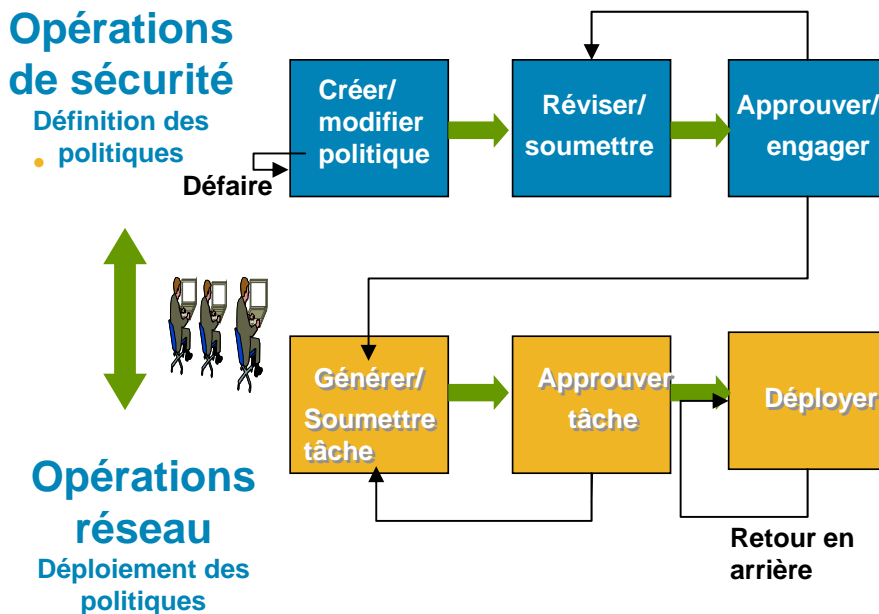 Opérations
de sécurité
Définition des
politiques
Défaire
Créer/
modifier
politique
Réviser/
soumettre
Approuver/
engager
Générer/
Soumettre
tâche
Approuver
tâche
Déployer
Retour en
arrière
Opérations
réseau
Déploiement des
politiques